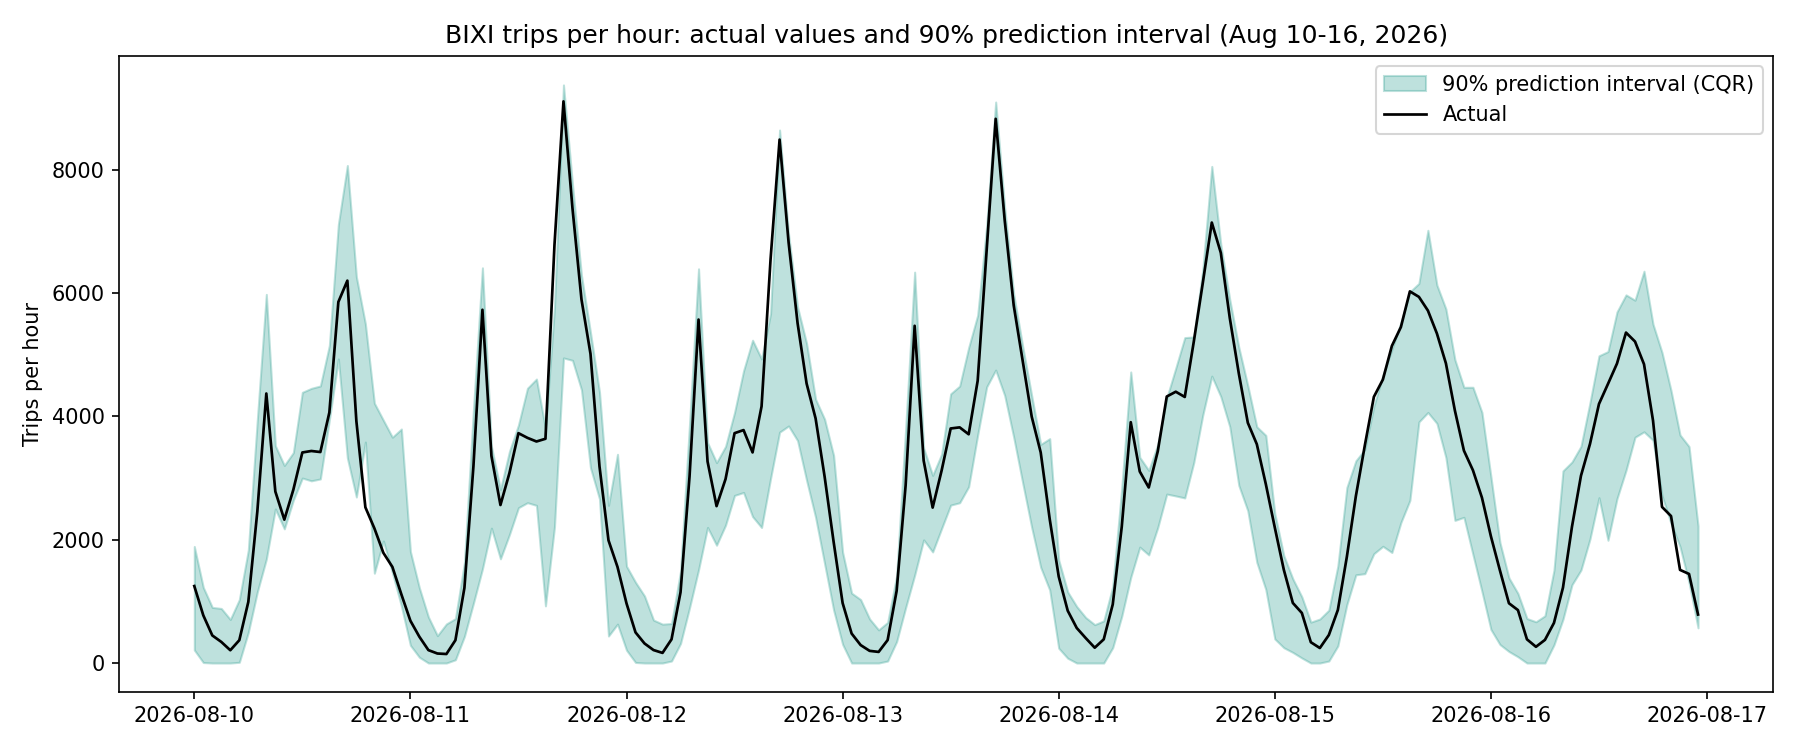 BIXI trips per hour: actual values and 90% prediction interval (Aug 10-16, 2026)
90% prediction interval (CQR)
Actual
Trips per hour
8000
6000
4000
2000
0
2026-08-10 2026-08-11 2026-08-12 2026-08-13 2026-08-14 2026-08-15 2026-08-16 2026-08-17